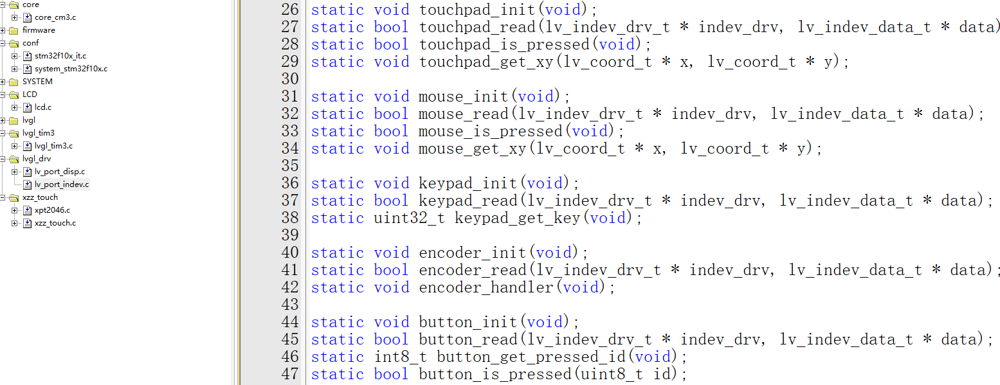 core
core_cm3.c
firmware
conf
stm32f10x_it.c
system_stm32f10x.c
SYSTEM
LCD
lcd.c
lvgl
lvgl_tim3
lvgl_tim3.c
lvgl_drv
lv_port_disp.c
lv_port_indev.c
xzz_touch
xpt2046.c
xzz_touch.c
26 static void touchpad_init(void);
27 static bool touchpad_read(lv_indev_drv_t * indev_drv, lv_indev_data_t * data)
28 static bool touchpad_is_pressed(void);
29 static void touchpad_get_xy(lv_coord_t * x, lv_coord_t * y);
30
31 static void mouse_init(void);
32 static bool mouse_read(lv_indev_drv_t * indev_drv, lv_indev_data_t * data);
33 static bool mouse_is_pressed(void);
34 static void mouse_get_xy(lv_coord_t * x, lv_coord_t * y);
35
36 static void keypad_init(void);
37 static bool keypad_read(lv_indev_drv_t * indev_drv, lv_indev_data_t * data);
38 static uint32_t keypad_get_key(void);
39
40 static void encoder_init(void);
41 static bool encoder_read(lv_indev_drv_t * indev_drv, lv_indev_data_t * data);
42 static void encoder_handler(void);
43
44 static void button_init(void);
45 static bool button_read(lv_indev_drv_t * indev_drv, lv_indev_data_t * data);
46 static int8_t button_get_pressed_id(void);
47 static bool button_is_pressed(uint8_t id);